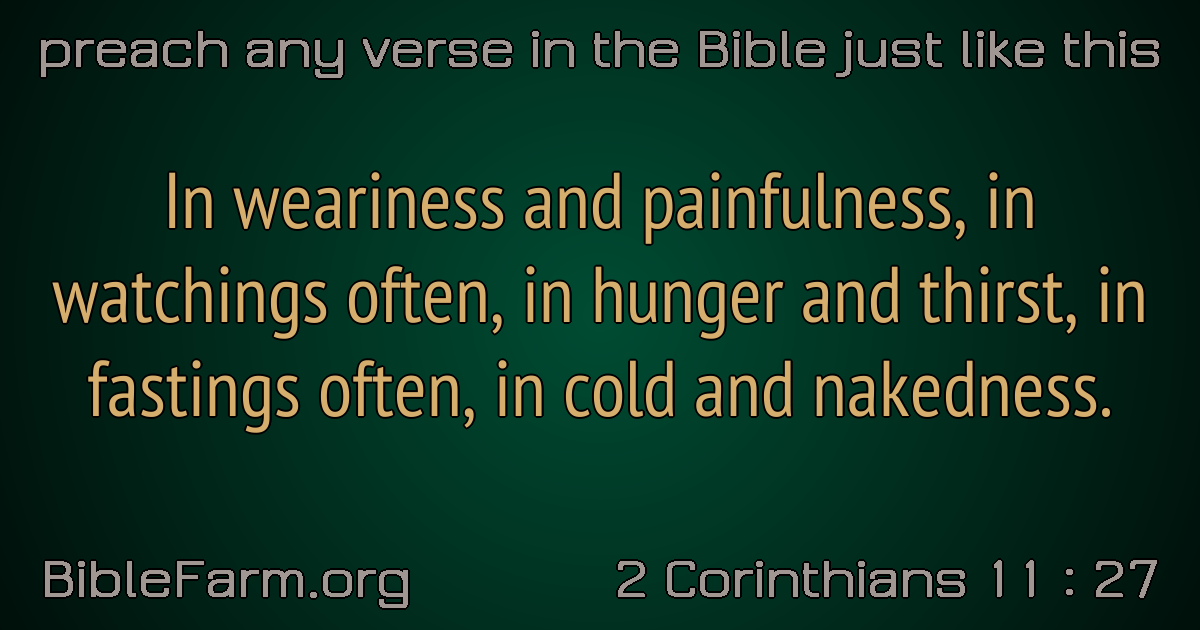 preach any verse in the Bible just like this
In weariness and painfulness, in
watchings often, in hunger and thirst, in
fastings often, in cold and nakedness.
BibleFarm.org
2 Corinthians 11 : 27